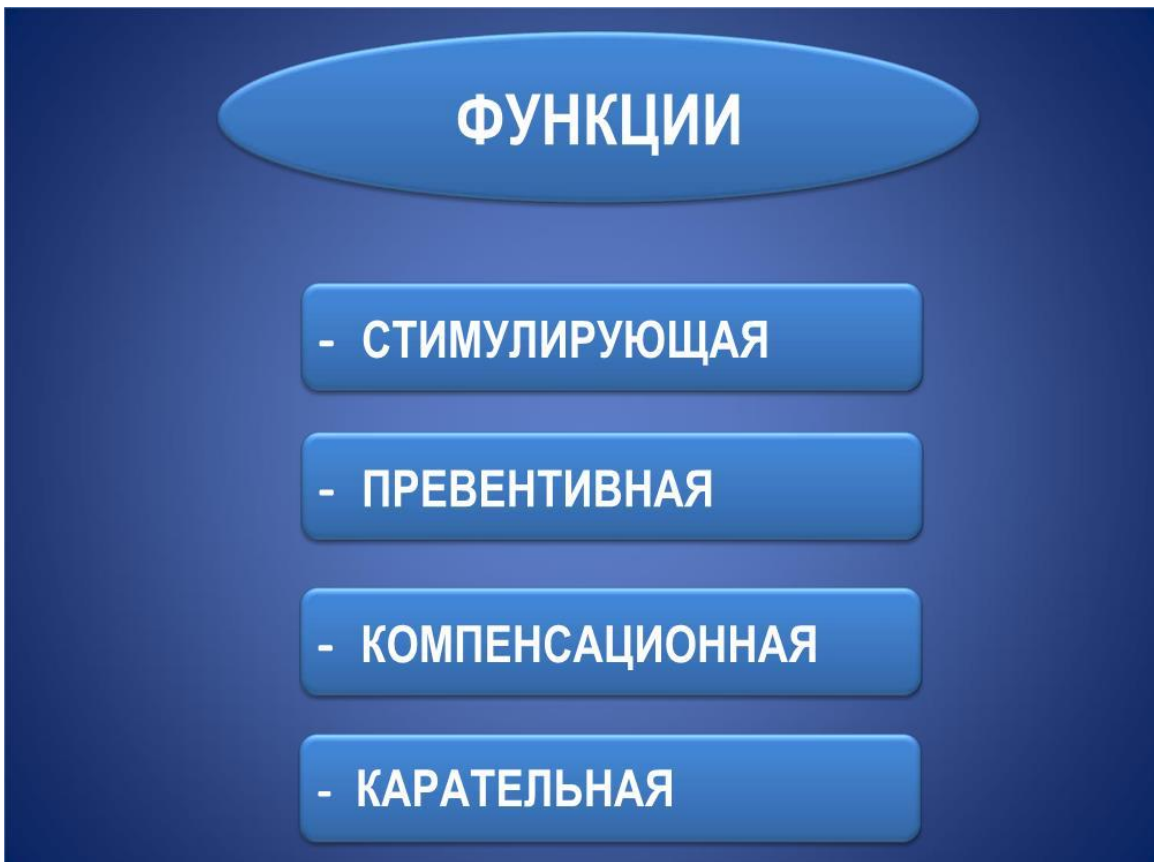 ФУНКЦИИ
- СТИМУЛИРУЮЩАЯ
- ПРЕВЕНТИВНАЯ
- КОМПЕНСАЦИОННАЯ
- КАРАТЕЛЬНАЯ